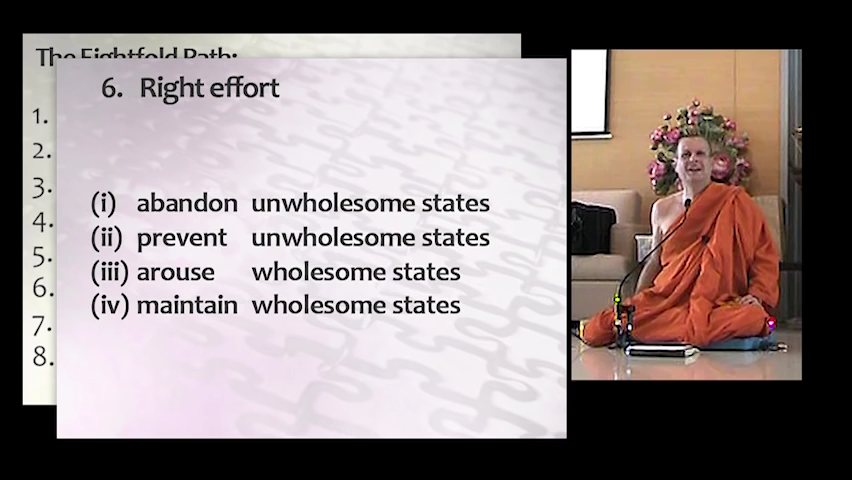 The Eightfold Path:
6. Right effort
1.
2.
3.
4.
5.
6.
7.
8.
(i) abandon unwholesome states
(ii) prevent unwholesome states
(iii) arouse wholesome states
(iv) maintain wholesome states